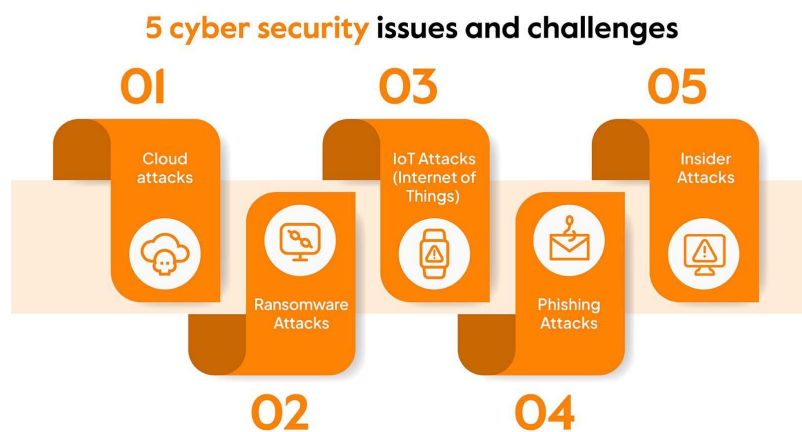 5 cyber security issues and challenges
01
Cloud
attacks
02
Ransomware
Attacks
03
IoT Attacks
(Internet of
Things)
04
Phishing
Attacks
05
Insider
Attacks